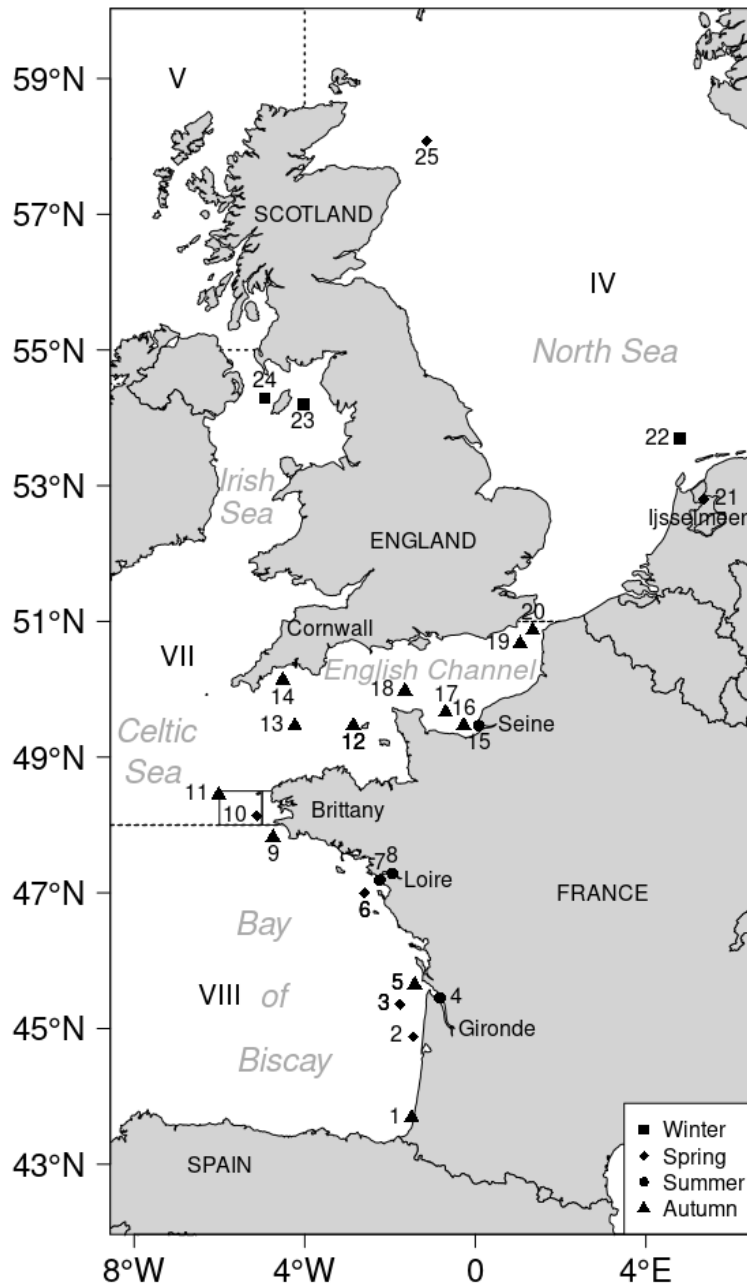 59°N
V
25
57°N
SCOTLAND
IV
55°N
North Sea
24
23
22
53°N
Irish
Sea
21
Ijsselmeer
ENGLAND
51°N
20
19
Cornwall
VII
English Channel
14
18
17
16
13
12
15
Seine
Celtic
Sea
49°N
11
10
Brittany
9
7
8
Loire
47°N
6
FRANCE
Bay
5
3
4
VIII
of
45°N
2
Gironde
Biscay
1
43°N
SPAIN
Winter
Spring
Summer
Autumn
8°W
4°W
0
4°E